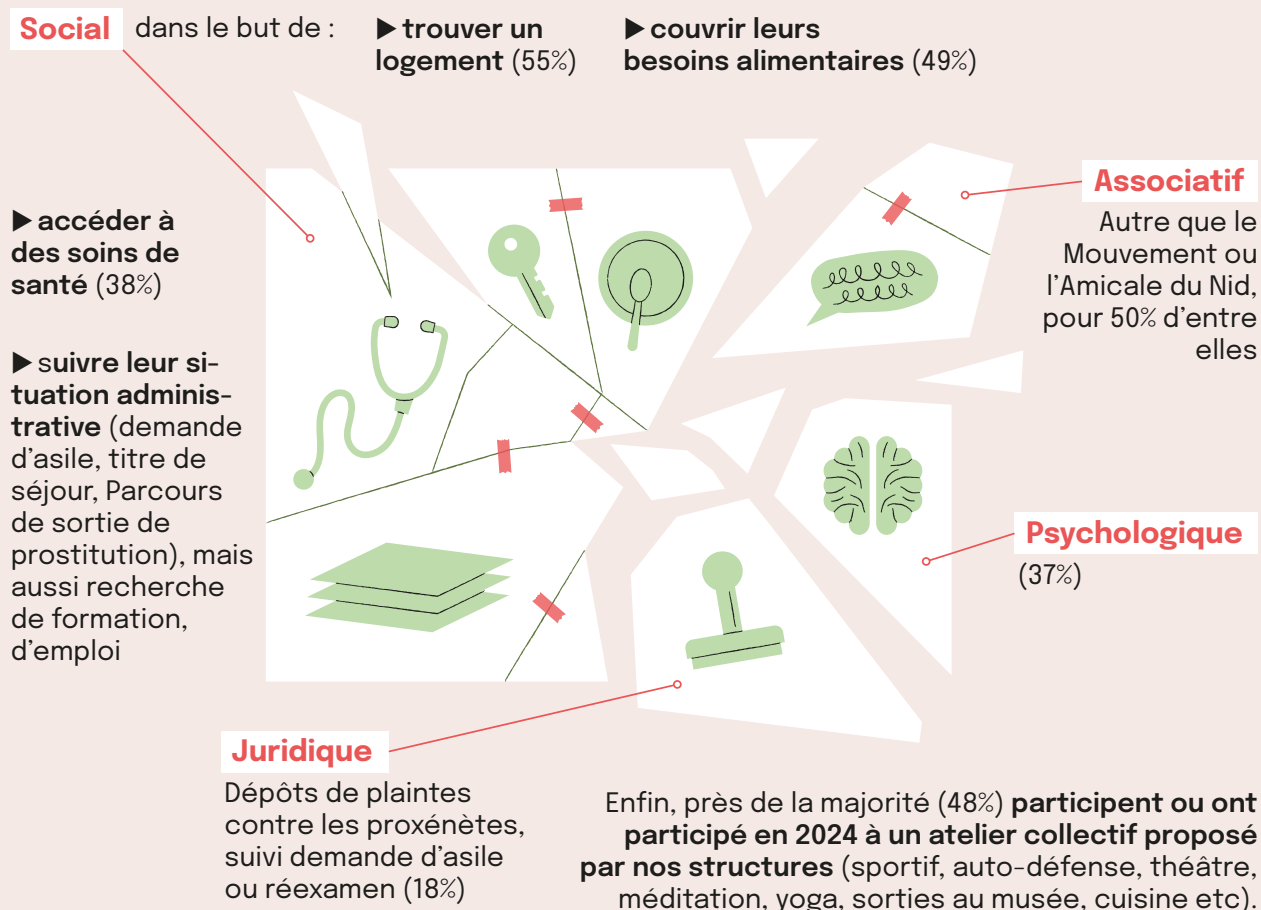 Social dans le but de :
▶ trouver un
logement (55%)
▶ couvrir leurs
besoins alimentaires (49%)
▶ accéder à
des soins de
santé (38%)
▶ suivre leur si-
tuation adminis-
trative (demande
d'asile, titre de
séjour, Parcours
de sortie de
prostitution), mais
aussi recherche
de formation,
d'emploi
Associatif
Autre que le
Mouvement ou
l'Amicale du Nid,
pour 50% d'entre
elles
Psychologique
(37%)
Juridique
Dépôts de plaintes
contre les proxénètes,
suivi demande d'asile
ou réexamen (18%)
Enfin, près de la majorité (48%) participent ou ont
participé en 2024 à un atelier collectif proposé
par nos structures (sportif, auto-défense, théâtre,
méditation, yoga, sorties au musée, cuisine etc).